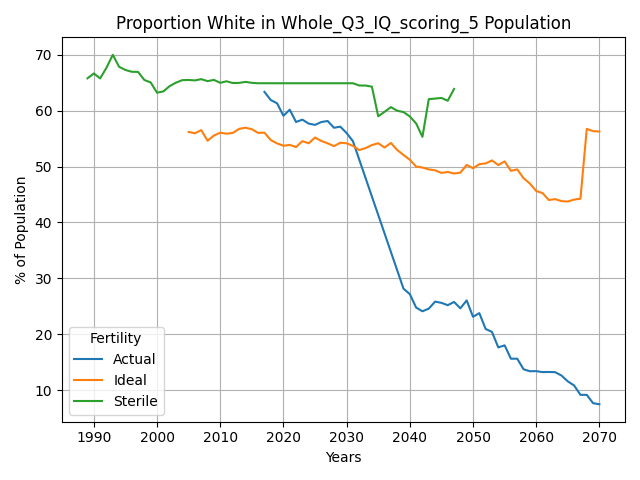 Proportion White in Whole_Q3_IQ_scoring_5 Population
% of Population
70
60
50
40
30
20
10
Fertility
Actual
Ideal
Sterile
1990 2000 2010 2020 2030 2040 2050 2060 2070
Years